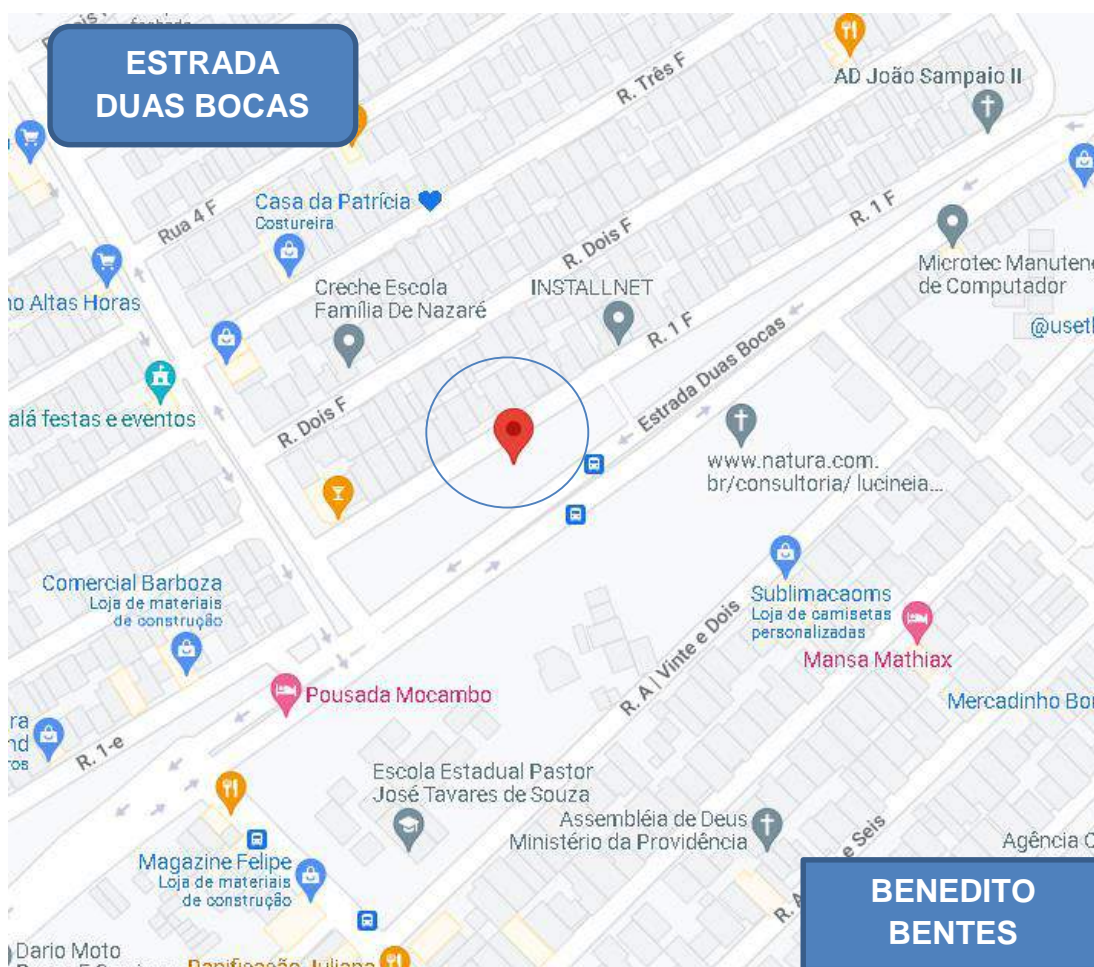 ESTRADA
DUAS BOCAS
R. Três F
AD João Sampaio II
Casa da Patrícia
Costureira
Rua 4 F
R. 1 F
R. Dois F
Creche Escola
Família De Nazaré
INSTALLNET
Microtec Manuten
de Computador
no Altas Horas
R. 1 F
Estrada Duas Bocas
alá festas e eventos
R. Dois F
www.natura.com.
br/consultoria/ lucineia...
Comercial Barboza
Loja de materiais
de construção
Sublimacaoms
Loja de camisetas
personalizadas
Mansa Mathiax
R. A | Vinte e Dois
Pousada Mocambo
Mercadinho
R. 1-e
Escola Estadual Pastor
José Tavares de Souza
Assembléia de Deus
Ministério da Providência
e Seis
Agência
Magazine Felipe
Loja de materiais
de construção
R. A
BENEDITO
BENTES
Dario Moto
Panificação Juliana